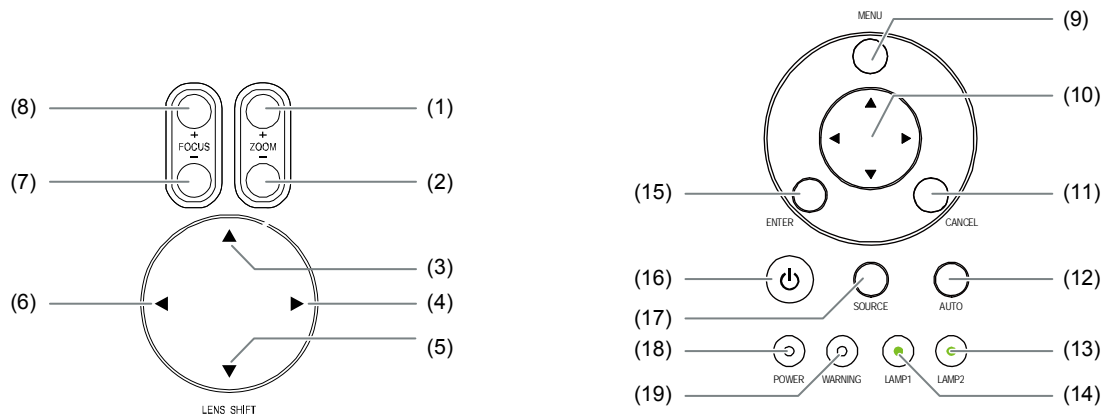 (8)
(7)
(6)
+
FOCUS
−
+
ZOOM
−
(1)
(2)
(3)
(4)
(5)
LENS SHIFT
MENU
(9)
(10)
(15)
(11)
ENTER
CANCEL
(16)
(12)
(17)
SOURCE
AUTO
(18)
(13)
POWER
WARNING
LAMP1
LAMP2
(19)
(14)